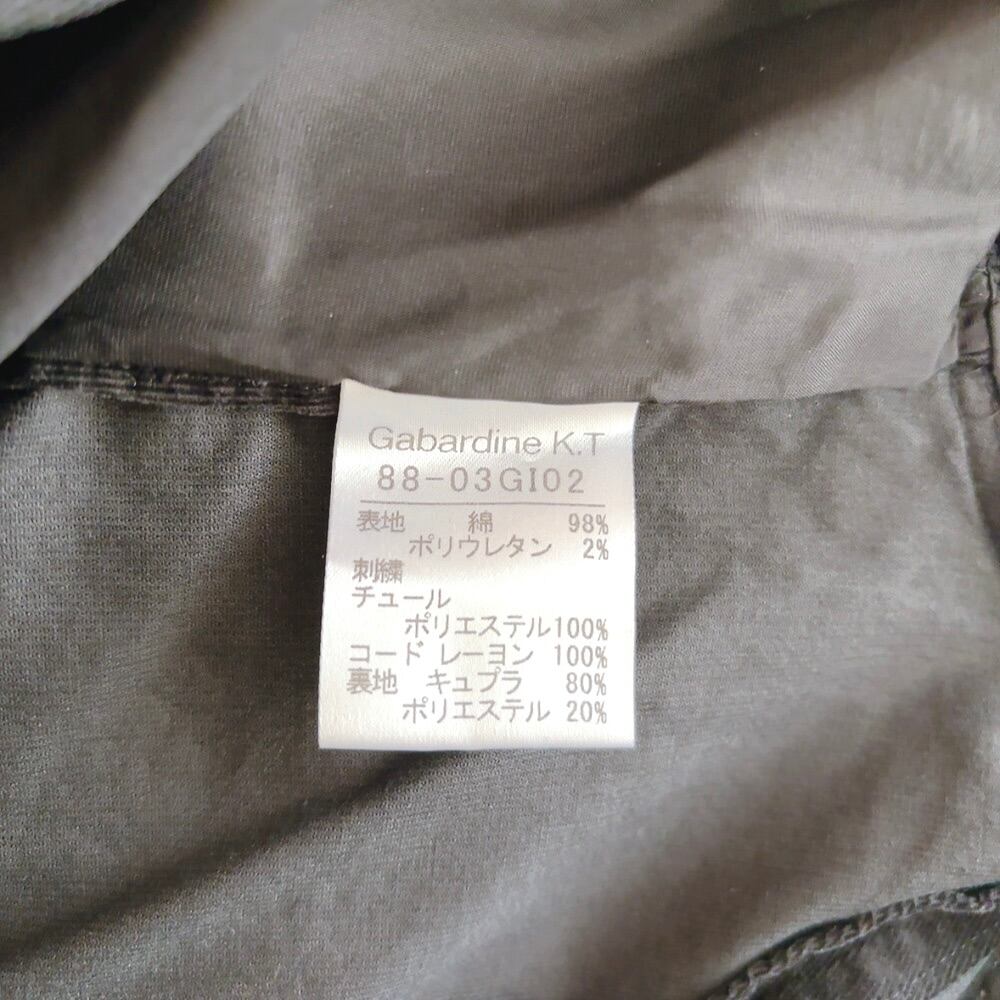 Gabardine K.T
88-03GI02
表地 綿 98%
ポリウレタン 2%
刺繍
チュール
ポリエステル100%
コード レーヨン 100%
裏地 キュプラ 80%
ポリエステル 20%